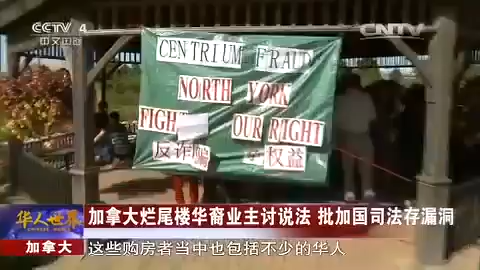 CCTV 4
中文国际
CNTV
CENTRIUM FRAUD
NORTH YORK
FIGHT OUR RIGHT
反诈骗 权益
华人世界
加拿大烂尾楼华裔业主讨说法 批加国司法存漏洞
加拿大
这些购房者当中也包括不少的华人